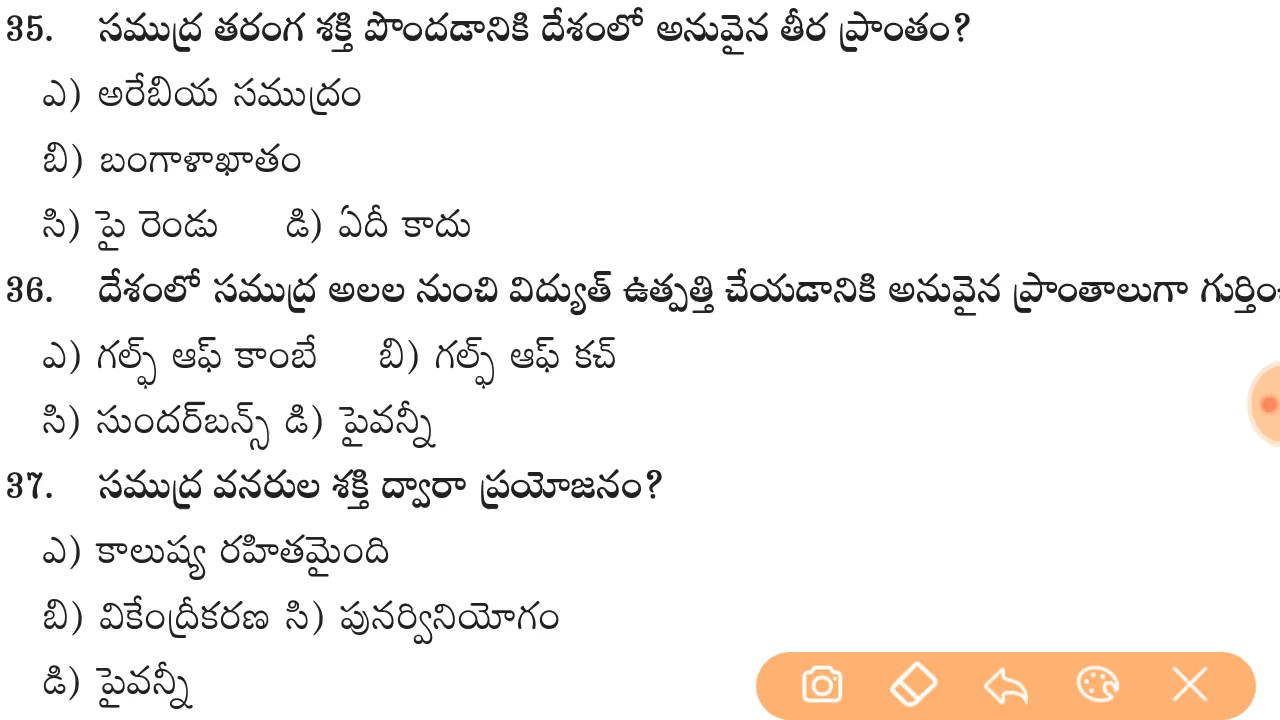 35. సముద్ర తరంగ శక్తి పొందడానికి దేశంలో అనువైన తీర ప్రాంతం?
ఎ) అరేబియ సముద్రం
బి) బంగాళాఖాతం
సి) పై రెండు డి) ఏదీ కాదు
36. దేశంలో సముద్ర అలల నుంచి విద్యుత్ ఉత్పత్తి చేయడానికి అనువైన ప్రాంతాలుగా
ఎ) గల్ఫ్ ఆఫ్ కాంబే బి) గల్ఫ్ ఆఫ్ కచ్
సి) సుందర్‌బన్స్ డి) పైవన్నీ
37. సముద్ర వనరుల శక్తి ద్వారా ప్రయోజనం?
ఎ) కాలుష్య రహితమైంది
బి) వికేంద్రీకరణ సి) పునర్వినియోగం
డి) పైవన్నీ